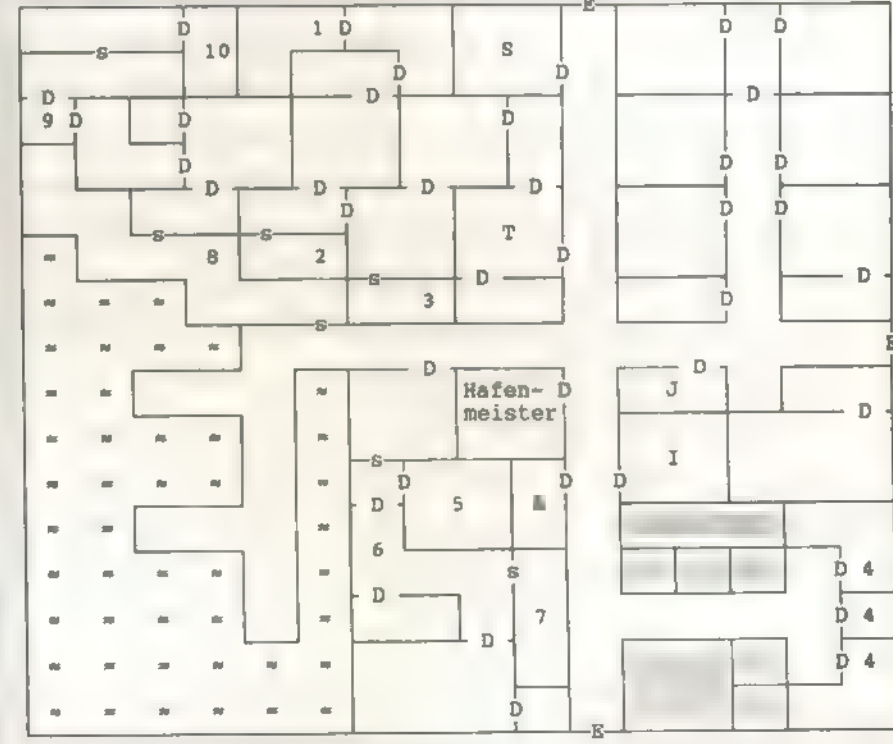 E
D 1 D D D
S 10 S
D D
D D D
9 D D D
D D D
D D D D D
D D D
S 8 S 2 T
D
S D D
3 D
S
E
D D
Hafen- D J
meister D
S I
D D D
D 5
6
S D 4
D
7 D 4
D
D 4
D
E